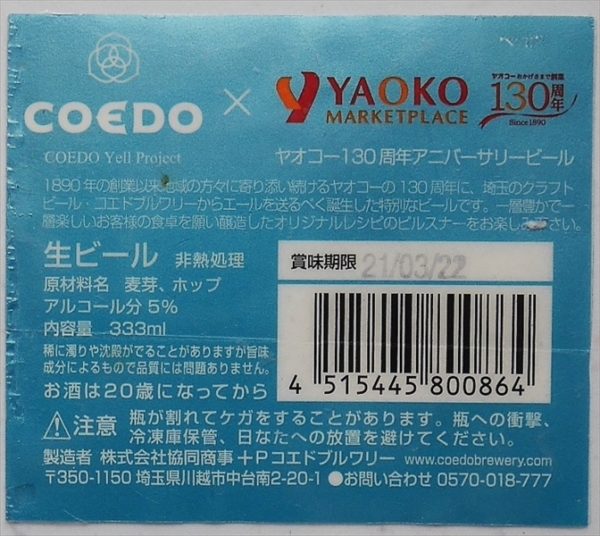 COEDO × YAOKO MARKETPLACE ヤオコー おかげさまで創業 130周年 Since1890
COEDO Yell Project ヤオコー130周年アニバーサリービール
1890年の創業以来地域の方々に寄り添い続けるヤオコーの130周年に、埼玉のクラフト
ビール・コエドブルワリーからエールを送るべく誕生した特別なビールです。一層豊かで一
層楽しいお客様の食卓を願い醸造したオリジナルレシピのピルスナーをお楽しみ下さい。
生ビール 非熱処理
原材料名 麦芽、ホップ
アルコール分 5%
内容量 333ml
稀に濁りや沈殿がでることがありますが旨味
成分によるもので品質には問題ありません。
お酒は20歳になってから
賞味期限 21/03/22
4 515445 800864
⚠注意 瓶が割れてケガをすることがあります。瓶への衝撃、
冷凍庫保管、日なたへの放置を避けてください。
製造者 株式会社協同商事 +P コエドブルワリー www.coedobrewery.com
〒350-1150 埼玉県川越市中台南2-20-1 ●お問い合わせ 0570-018-777